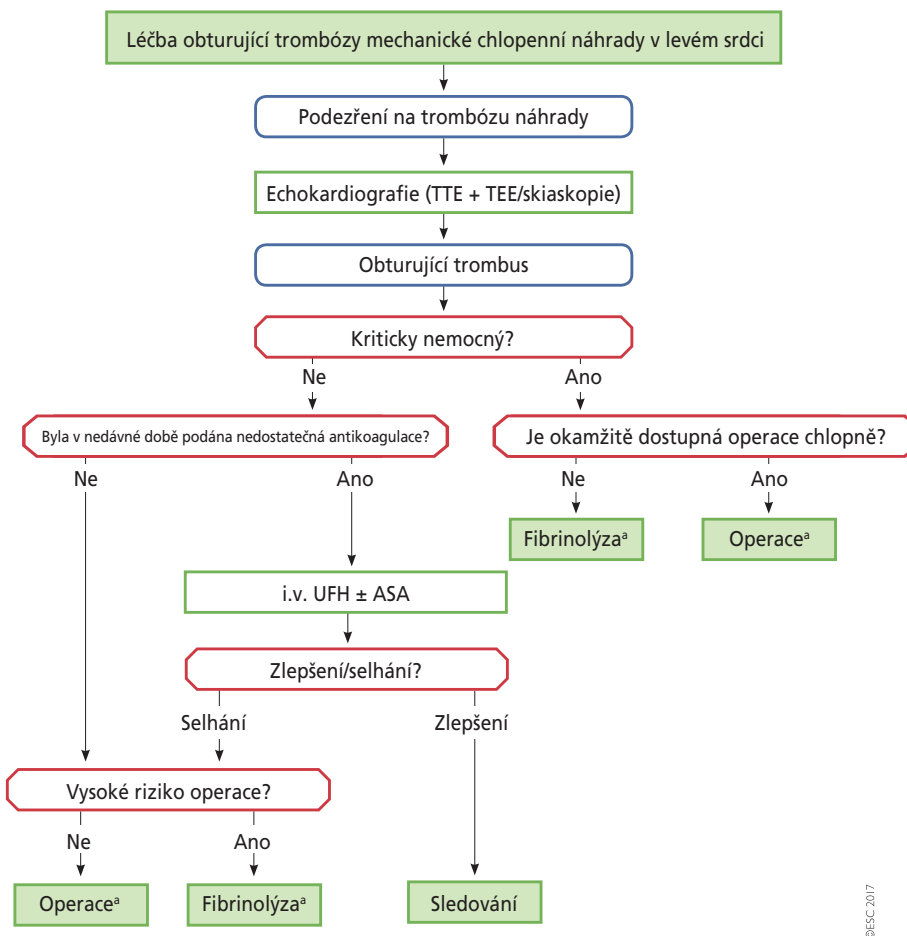 Léčba obturující trombózy mechanické chlopenní náhrady v levém srdci
Podezření na trombózu náhrady
Echokardiografie (TTE + TEE/skiaskopie)
Obturující trombus
Kriticky nemocný?
Ne
Ano
Byla v nedávné době podána nedostatečná antikoagulace?
Je okamžitě dostupná operace chlopně?
Ne
Ano
Ne
Ano
Fibrinolýzaᵃ
Operaceᵃ
i.v. UFH ± ASA
Zlepšení/selhání?
Selhání
Zlepšení
Vysoké riziko operace?
Ne
Ano
Operaceᵃ
Fibrinolýzaᵃ
Sledování
©ESC 2017